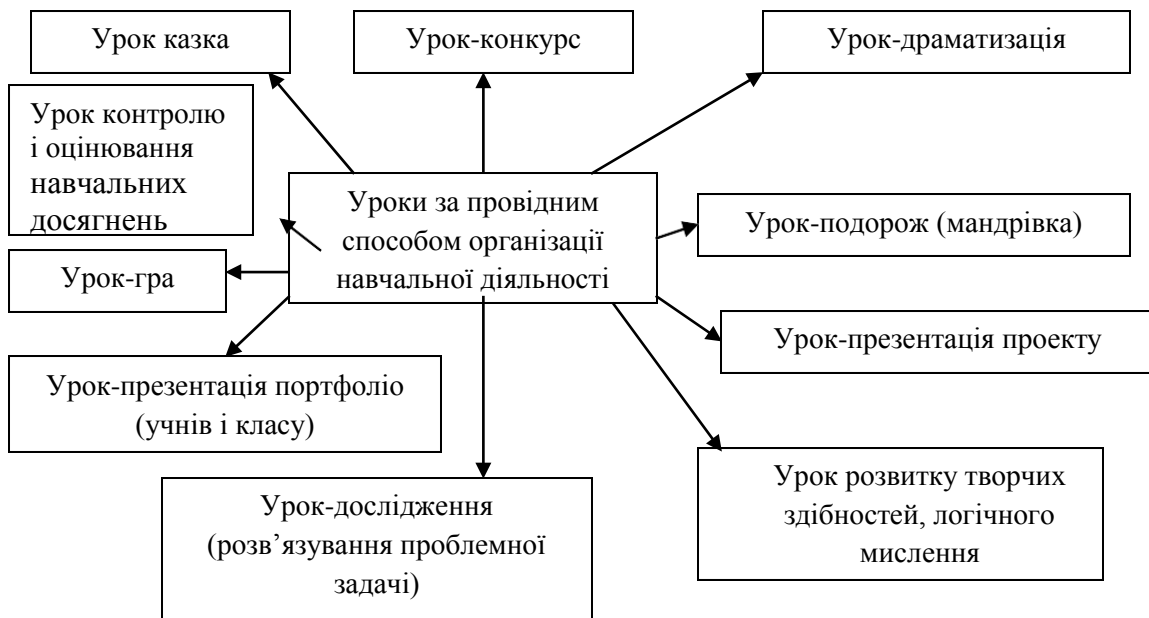 Урок казка
Урок-конкурс
Урок-драматизація
Урок контролю
і оцінювання
навчальних
досягнень
Уроки за провідним
способом організації
навчальної діяльності
Урок-подорож (мандрівка)
Урок-гра
Урок-презентація проекту
Урок-презентація портфоліо
(учнів і класу)
Урок розвитку творчих
здібностей, логічного
мислення
Урок-дослідження
(розв’язування проблемної
задачі)